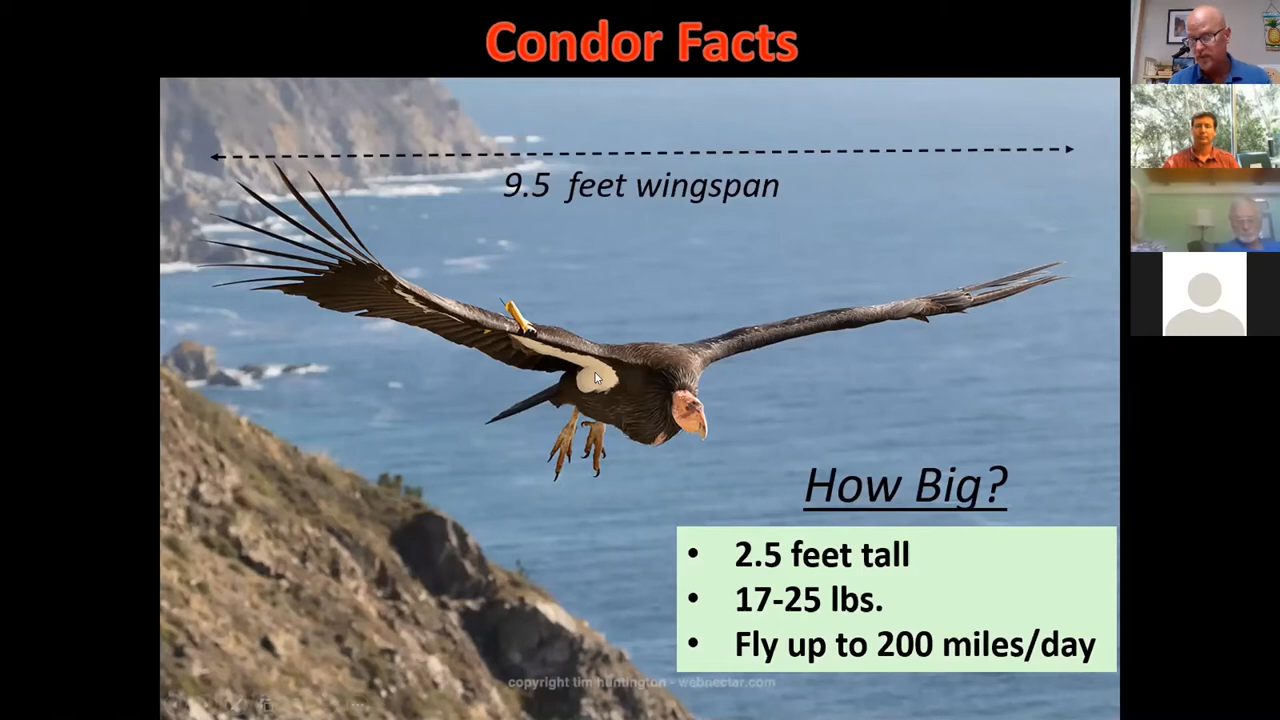 Condor Facts
9.5 feet wingspan
How Big?
• 2.5 feet tall
• 17-25 lbs.
• Fly up to 200 miles/day
copyright tim huntington - webnectar.com